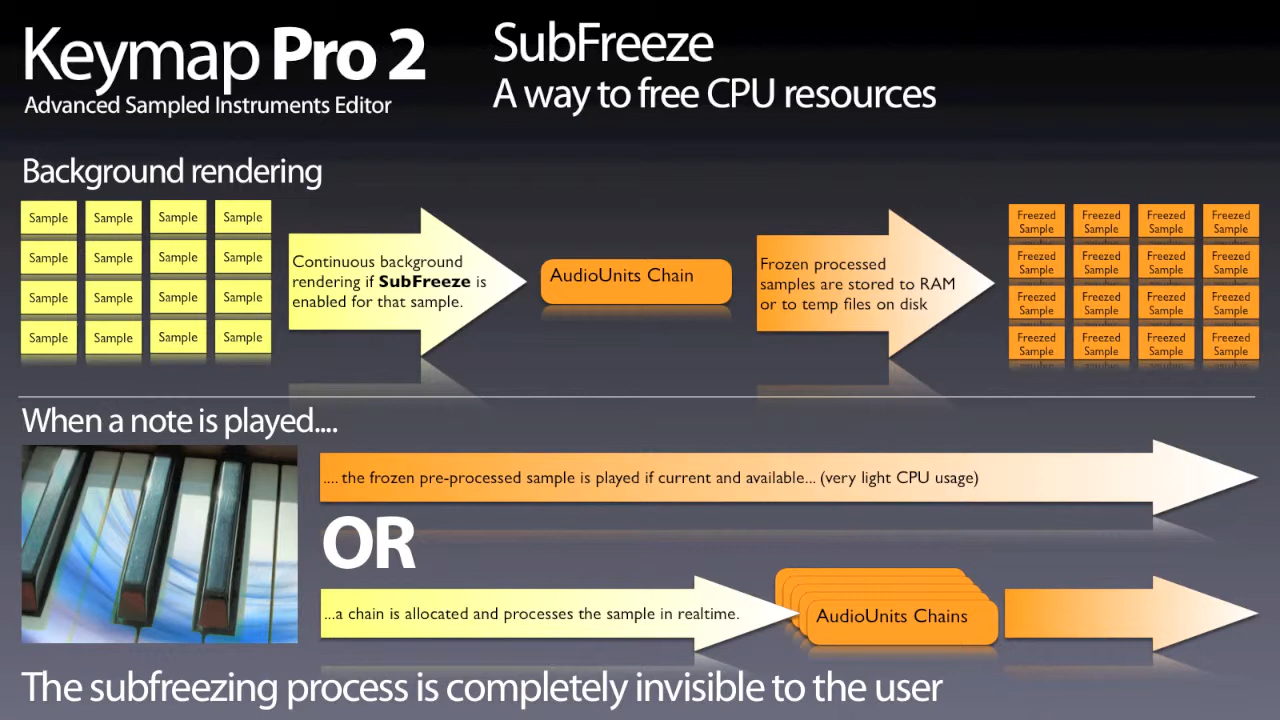 Keymap Pro 2
Advanced Sampled Instruments Editor
SubFreeze
A way to free CPU resources
Background rendering
Sample Sample Sample Sample
Sample Sample Sample Sample
Sample Sample Sample Sample
Sample Sample Sample Sample
Continuous background
rendering if SubFreeze is
enabled for that sample.
AudioUnits Chain
Frozen processed
samples are stored to RAM
or to temp files on disk
Freezed Freezed Freezed Freezed
Sample Sample Sample Sample
Freezed Freezed Freezed Freezed
Sample Sample Sample Sample
Freezed Freezed Freezed Freezed
Sample Sample Sample Sample
Freezed Freezed Freezed Freezed
Sample Sample Sample Sample
When a note is played....
.... the frozen pre-processed sample is played if current and available... (very light CPU usage)
OR
...a chain is allocated and processes the sample in realtime.
AudioUnits Chains
The subfreezing process is completely invisible to the user